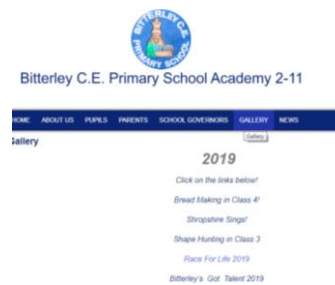 BITTERLEY C.E.
PRIMARY SCHOOL
Bitterley C.E. Primary School Academy 2-11
HOME ABOUT US PUPILS PARENTS SCHOOL GOVERNORS GALLERY NEWS
Gallery
Gallery
2019
Click on the links below!
Bread Making in Class 4!
Shropshire Sings!
Shape Hunting in Class 3
Race For Life 2019
Bitterley's Got Talent 2019